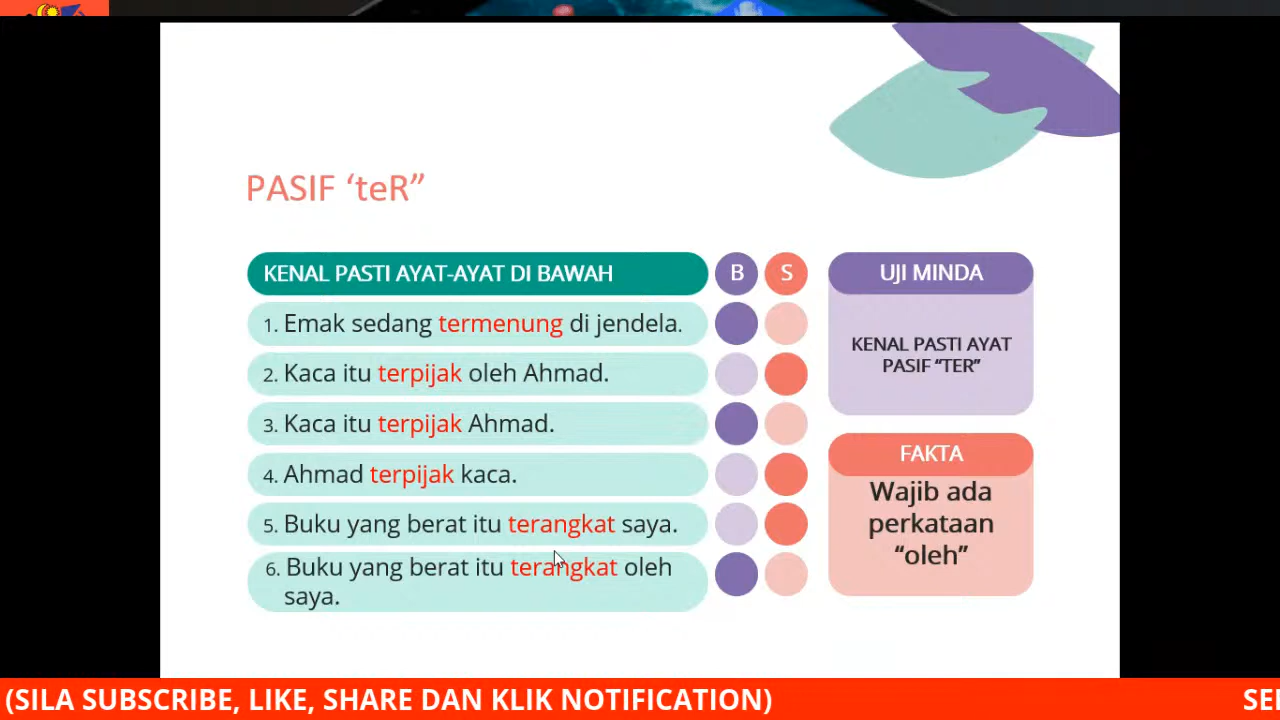 PASIF ‘teR”
KENAL PASTI AYAT-AYAT DI BAWAH
B
S
1. Emak sedang termenung di jendela.
2. Kaca itu terpijak oleh Ahmad.
3. Kaca itu terpijak Ahmad.
4. Ahmad terpijak kaca.
5. Buku yang berat itu terangkat saya.
6. Buku yang berat itu terangkat oleh
saya.
UJI MINDA
KENAL PASTI AYAT
PASIF “TER”
FAKTA
Wajib ada
perkataan
“oleh”
(SILA SUBSCRIBE, LIKE, SHARE DAN KLIK NOTIFICATION)